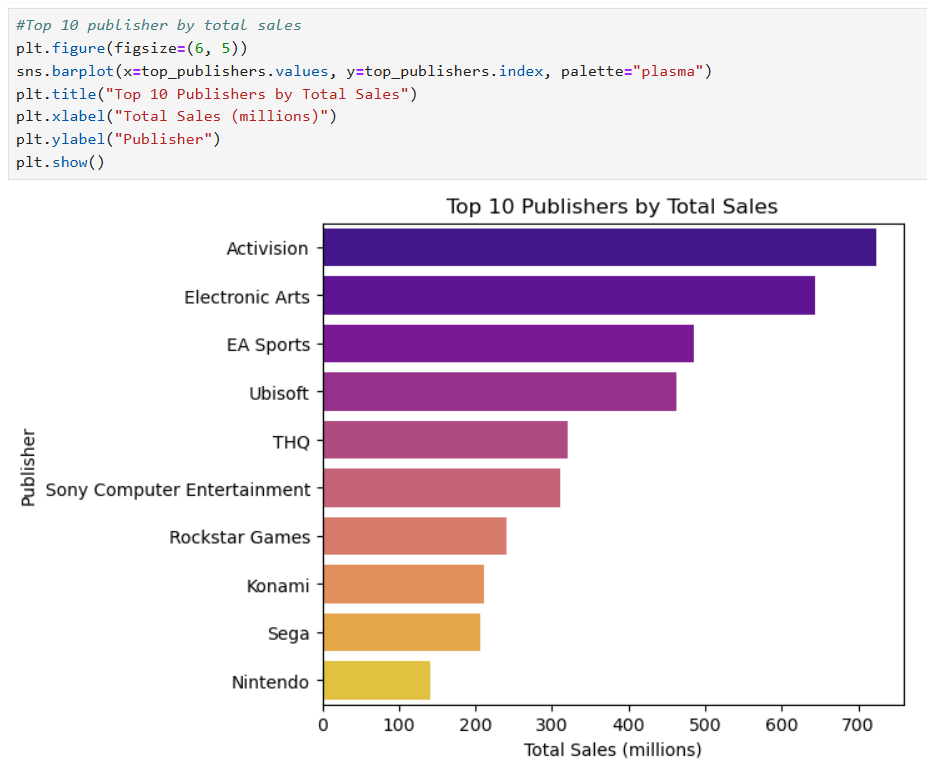 #Top 10 publisher by total sales
plt.figure(figsize=(6, 5))
sns.barplot(x=top_publishers.values, y=top_publishers.index, palette="plasma")
plt.title("Top 10 Publishers by Total Sales")
plt.xlabel("Total Sales (millions)")
plt.ylabel("Publisher")
plt.show()
Top 10 Publishers by Total Sales
Publisher
Activision
Electronic Arts
EA Sports
Ubisoft
THQ
Sony Computer Entertainment
Rockstar Games
Konami
Sega
Nintendo
0 100 200 300 400 500 600 700
Total Sales (millions)